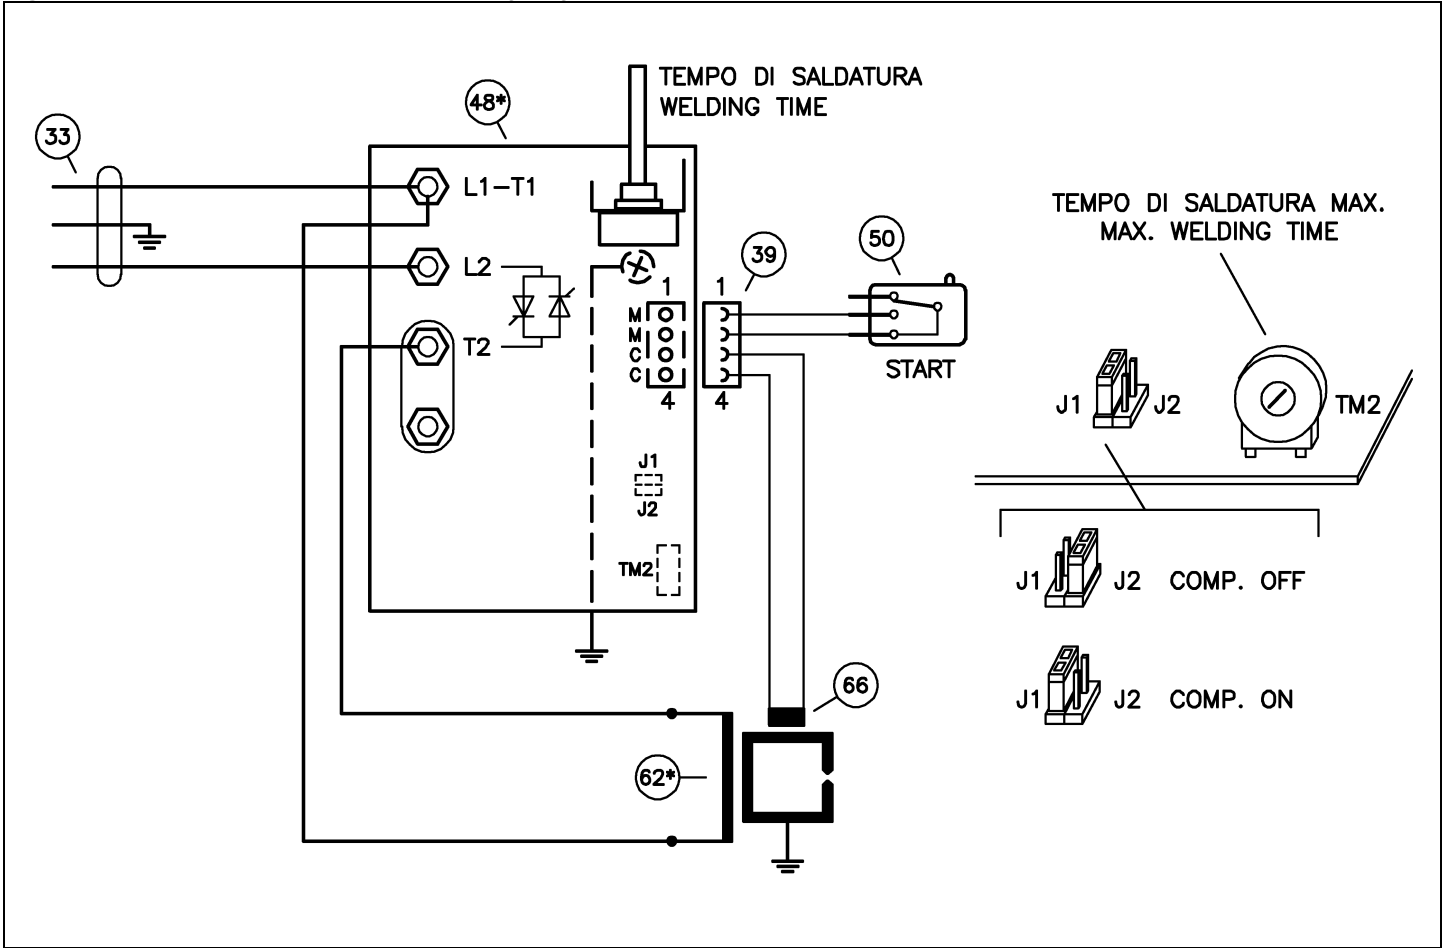 TEMPO DI SALDATURA
WELDING TIME
48*
33
L1-T1
L2
T2
1
M
M
C
C
4
1
4
39
50
START
J1
J2
TM2
66
62*
TEMPO DI SALDATURA MAX.
MAX. WELDING TIME
J1 J2
TM2
J1 J2 COMP. OFF
J1 J2 COMP. ON